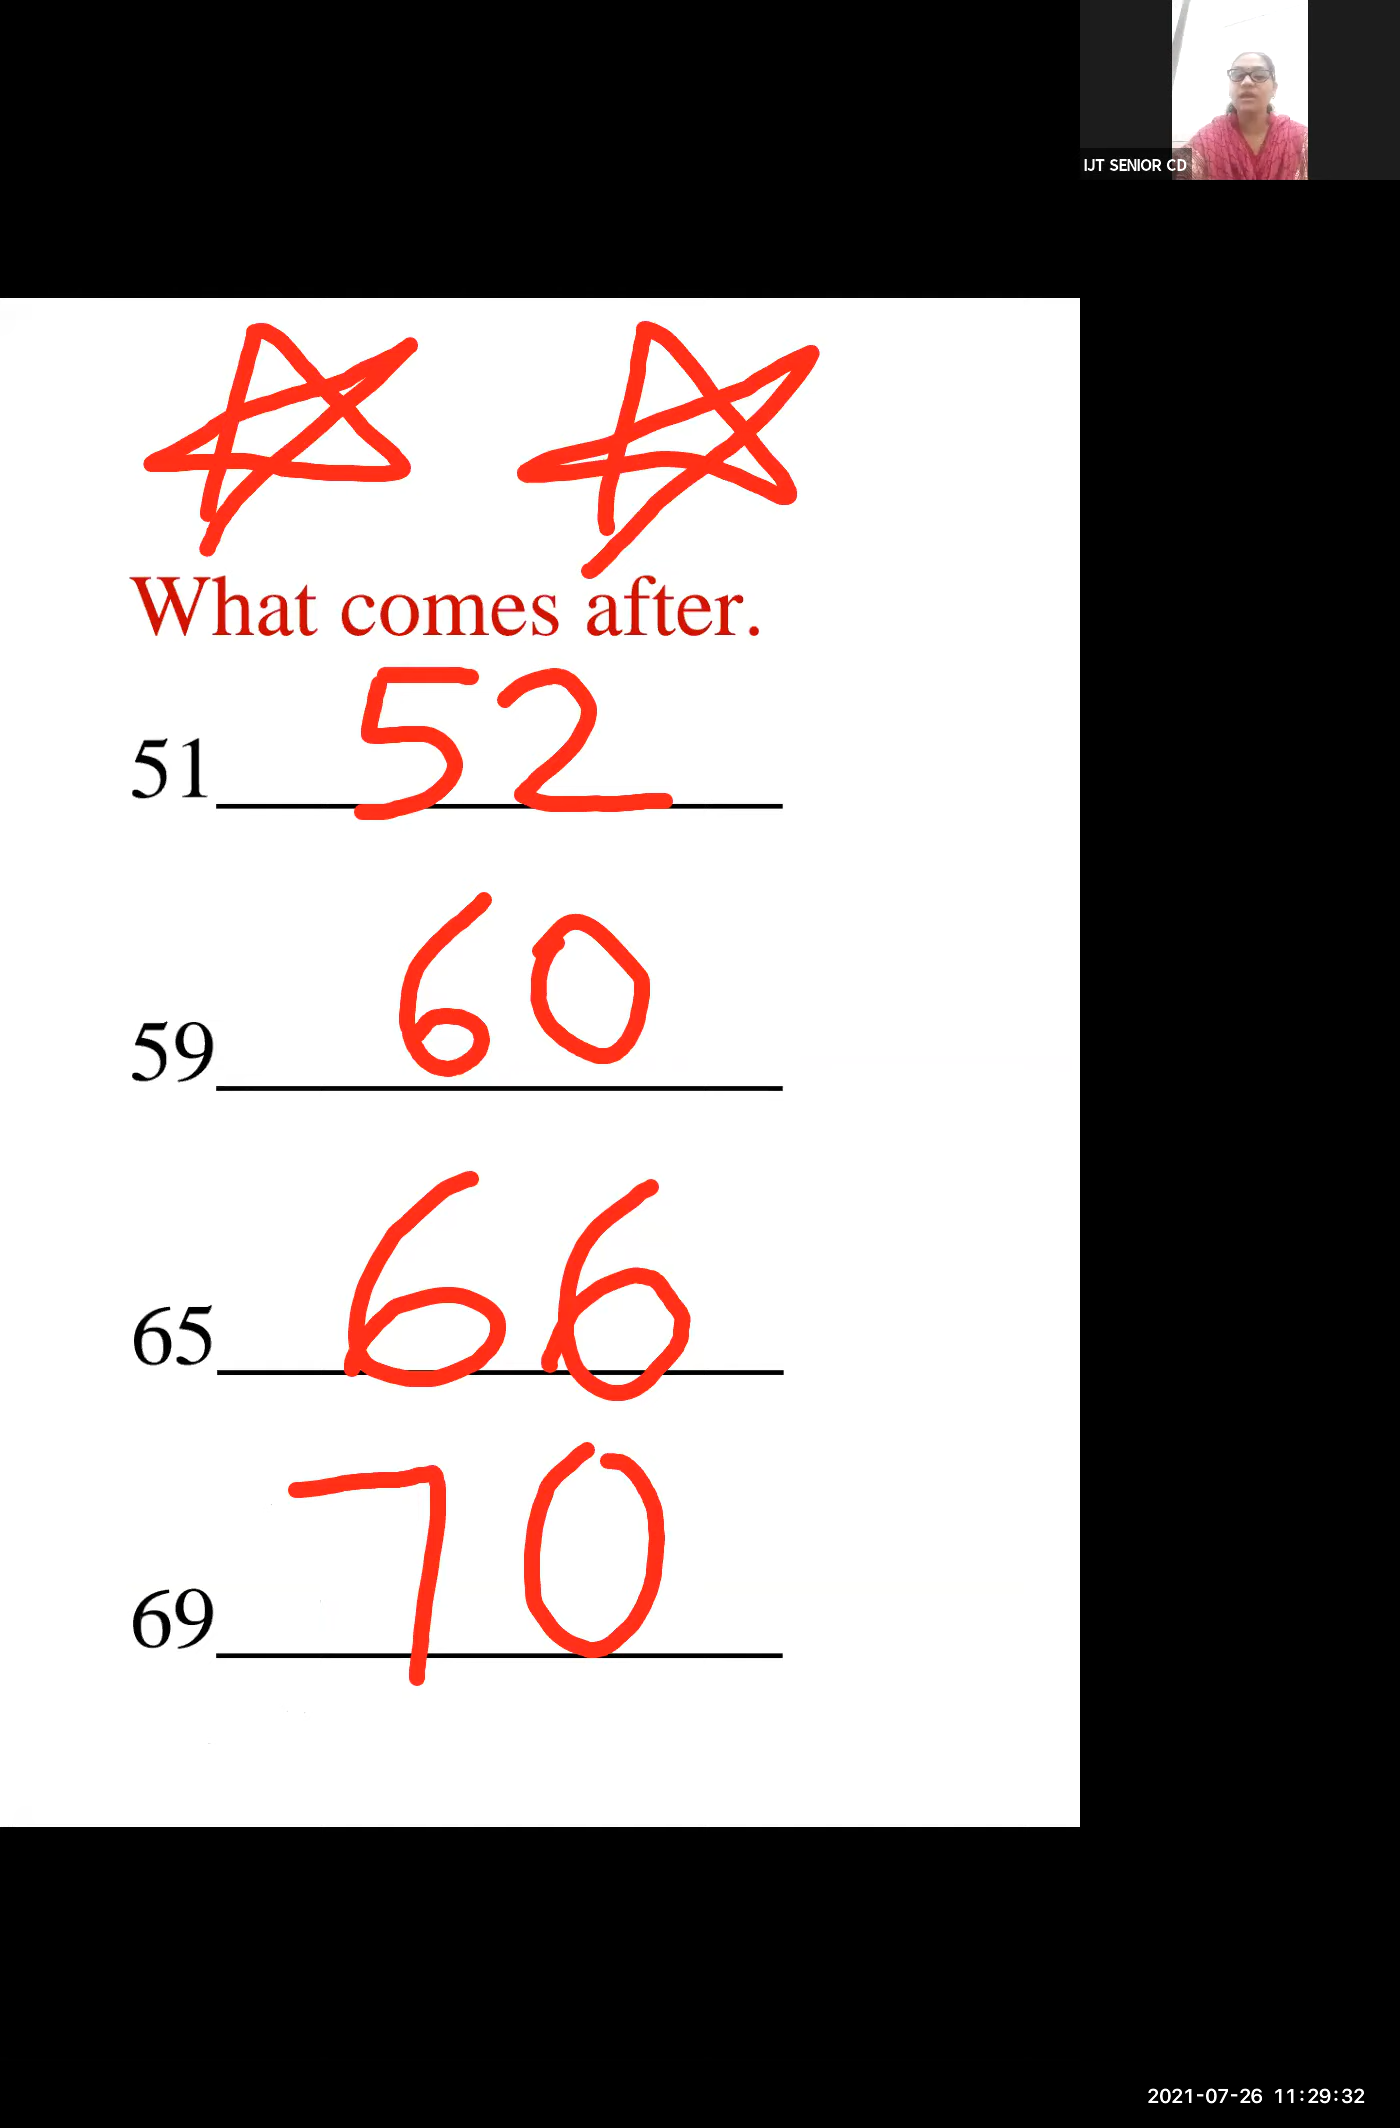 IJT SENIOR CD
What comes after.
51 52
59 60
65 66
69 70
2021-07-26 11:29:32